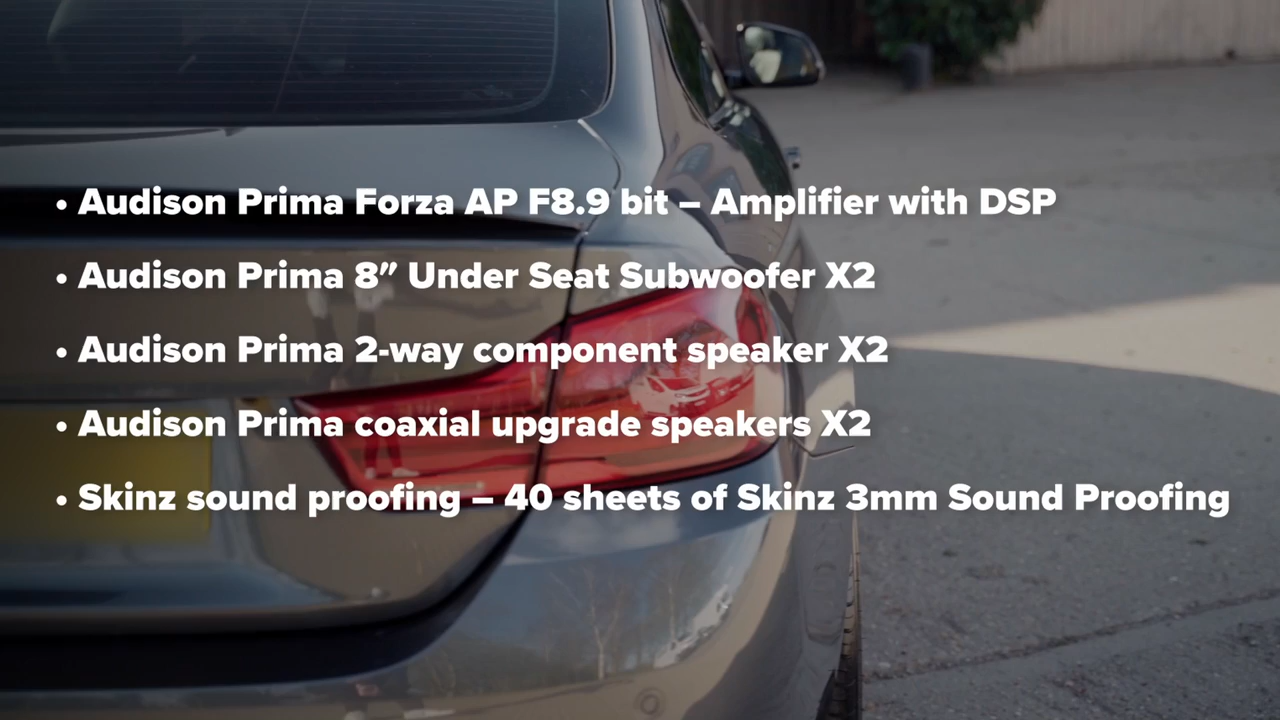 • Audison Prima Forza AP F8.9 bit – Amplifier with DSP
• Audison Prima 8” Under Seat Subwoofer X2
• Audison Prima 2-way component speaker X2
• Audison Prima coaxial upgrade speakers X2
• Skinz sound proofing – 40 sheets of Skinz 3mm Sound Proofing